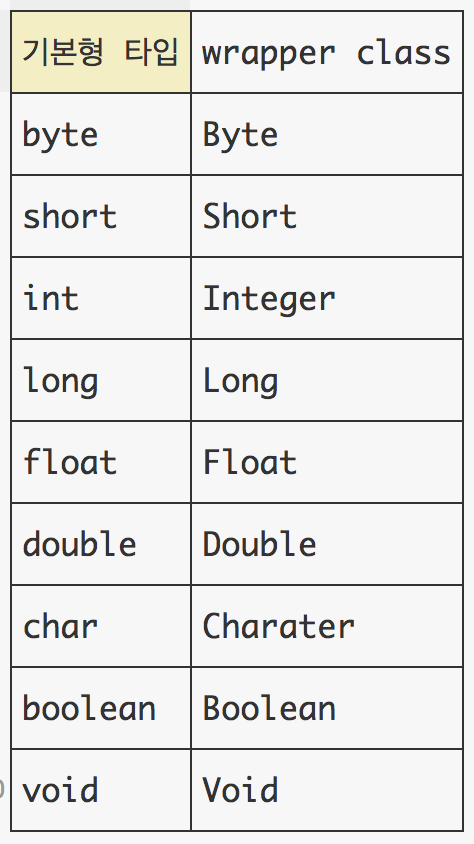 기본형 타입 wrapper class
byte Byte
short Short
int Integer
long Long
float Float
double Double
char Charater
boolean Boolean
void Void